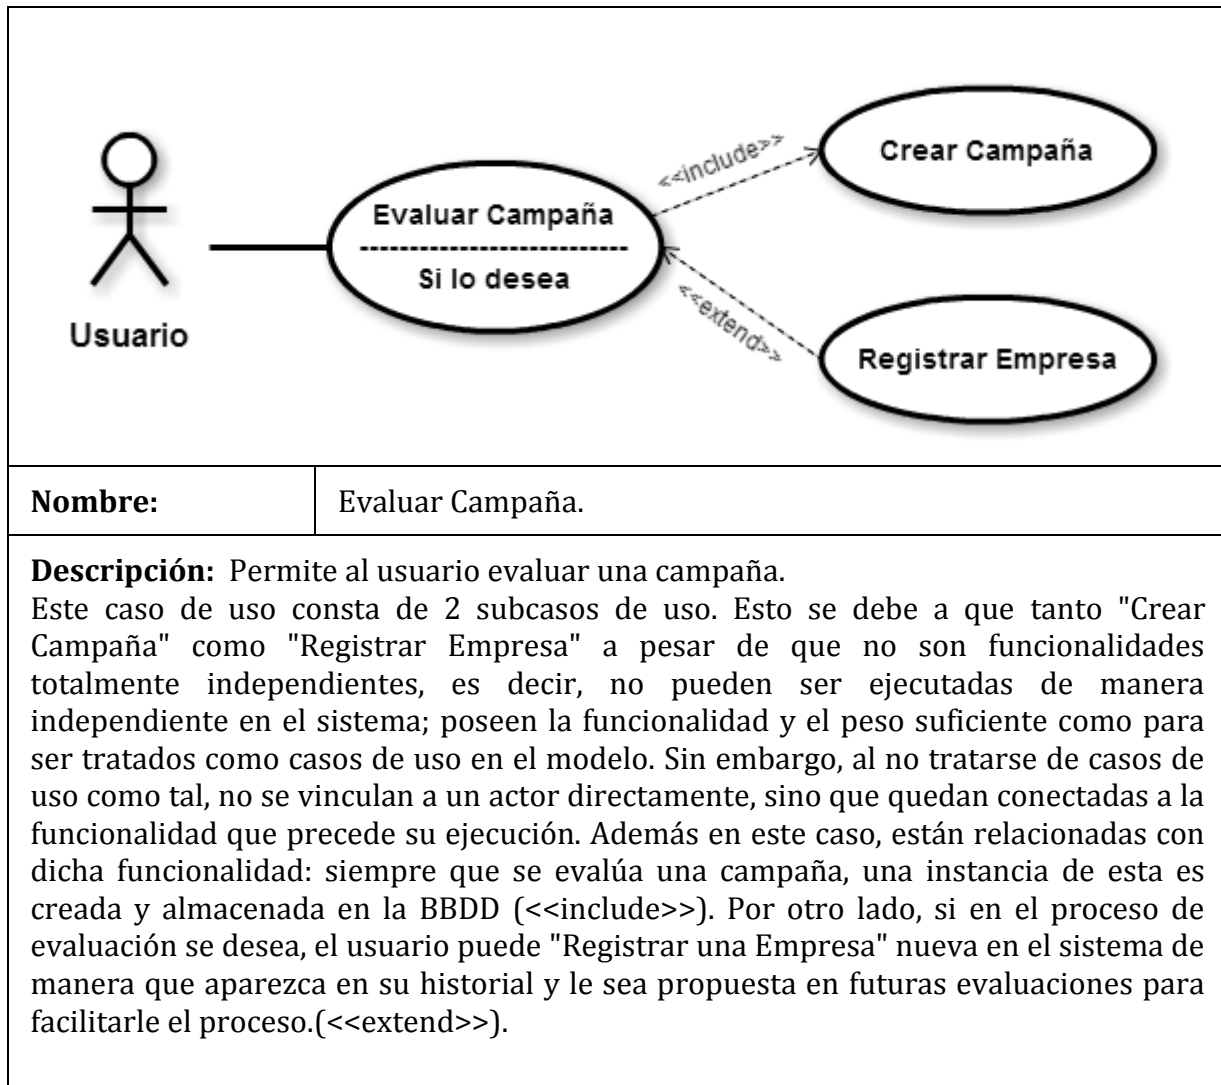 <<include>>
Crear Campaña
Evaluar Campaña
---------------------------
Si lo desea
<<extend>>
Usuario
Registrar Empresa
Nombre:
Evaluar Campaña.
Descripción: Permite al usuario evaluar una campaña.
Este caso de uso consta de 2 subcasos de uso. Esto se debe a que tanto "Crear
Campaña" como "Registrar Empresa" a pesar de que no son funcionalidades
totalmente independientes, es decir, no pueden ser ejecutadas de manera
independiente en el sistema; poseen la funcionalidad y el peso suficiente como para
ser tratados como casos de uso en el modelo. Sin embargo, al no tratarse de casos de
uso como tal, no se vinculan a un actor directamente, sino que quedan conectadas a la
funcionalidad que precede su ejecución. Además en este caso, están relacionadas con
dicha funcionalidad: siempre que se evalúa una campaña, una instancia de esta es
creada y almacenada en la BBDD (<<include>>). Por otro lado, si en el proceso de
evaluación se desea, el usuario puede "Registrar una Empresa" nueva en el sistema de
manera que aparezca en su historial y le sea propuesta en futuras evaluaciones para
facilitarle el proceso.(<<extend>>).